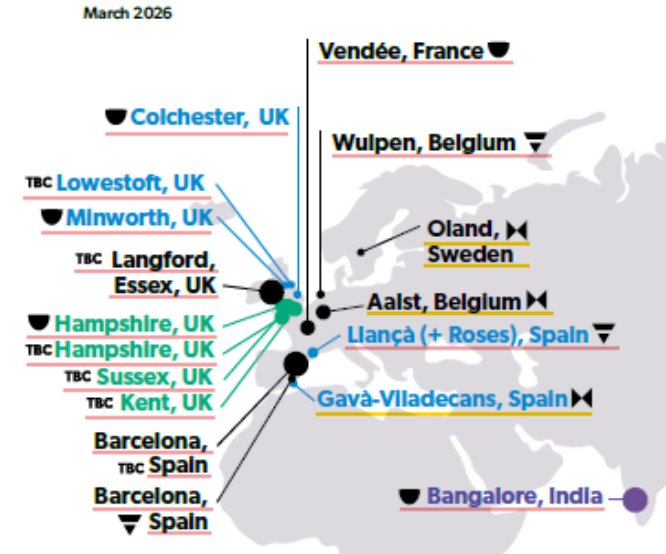 March 2026
Vendée, France
Colchester, UK
Wulpen, Belgium
TBC Lowestoft, UK
Minworth, UK
Oland,
Sweden
TBC Langford,
Essex, UK
Aalst, Belgium
Hampshire, UK
Llançà (+ Roses), Spain
TBC Hampshire, UK
TBC Sussex, UK
TBC Kent, UK
Gavà-Viladecans, Spain
Barcelona,
TBC Spain
Barcelona,
Spain
Bangalore, India